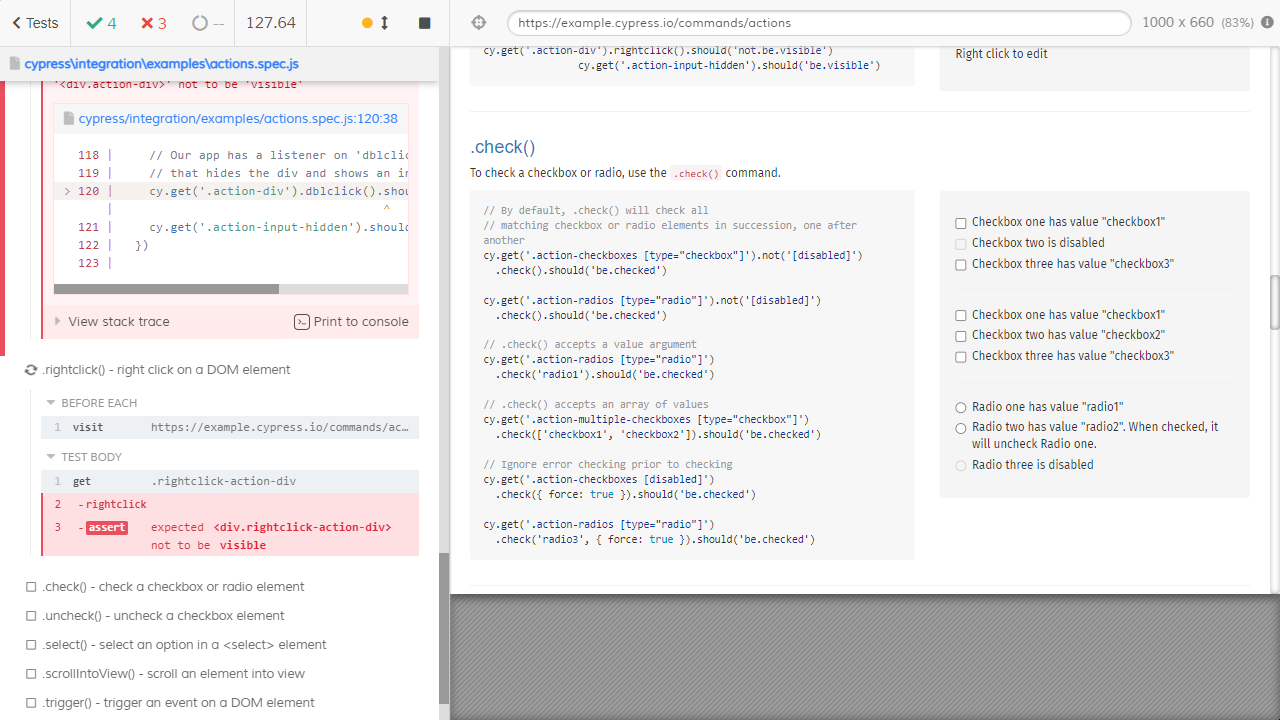 Tests
4
3
--
127.64
https://example.cypress.io/commands/actions
1000 x 660 (83%)
cypress\integration\examples\actions.spec.js
'<div.action-div>' not to be 'visible'
cypress/integration/examples/actions.spec.js:120:38
118 | // Our app has a listener on 'dblclic
119 | // that hides the div and shows an in
> 120 | cy.get('.action-div').dblclick().shou
| ^
121 | cy.get('.action-input-hidden').should
122 | })
123 |
View stack trace
Print to console
.rightclick() - right click on a DOM element
BEFORE EACH
1 visit https://example.cypress.io/commands/ac…
TEST BODY
1 get .rightclick-action-div
2 -rightclick
3 -assert expected <div.rightclick-action-div>
not to be visible
.check() - check a checkbox or radio element
.uncheck() - uncheck a checkbox element
.select() - select an option in a <select> element
.scrollIntoView() - scroll an element into view
.trigger() - trigger an event on a DOM element
cy.get('.action-div').rightclick().should('not.be.visible')
cy.get('.action-input-hidden').should('be.visible')
Right click to edit
.check()
To check a checkbox or radio, use the .check() command.
// By default, .check() will check all
// matching checkbox or radio elements in succession, one after
another
cy.get('.action-checkboxes [type="checkbox"]').not('[disabled]')
.check().should('be.checked')
cy.get('.action-radios [type="radio"]').not('[disabled]')
.check().should('be.checked')
// .check() accepts a value argument
cy.get('.action-radios [type="radio"]')
.check('radio1').should('be.checked')
// .check() accepts an array of values
cy.get('.action-multiple-checkboxes [type="checkbox"]')
.check(['checkbox1', 'checkbox2']).should('be.checked')
// Ignore error checking prior to checking
cy.get('.action-checkboxes [disabled]')
.check({ force: true }).should('be.checked')
cy.get('.action-radios [type="radio"]')
.check('radio3', { force: true }).should('be.checked')
Checkbox one has value "checkbox1"
Checkbox two is disabled
Checkbox three has value "checkbox3"
Checkbox one has value "checkbox1"
Checkbox two has value "checkbox2"
Checkbox three has value "checkbox3"
Radio one has value "radio1"
Radio two has value "radio2". When checked, it
will uncheck Radio one.
Radio three is disabled